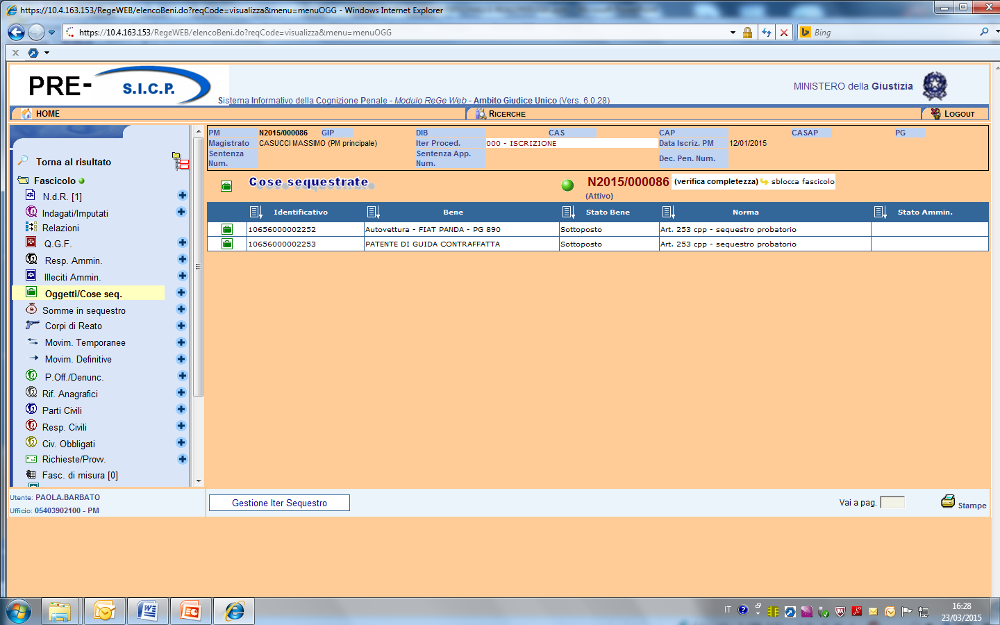 https://10.4.163.153/RegeWEB/elencoBeni.do?reqCode=visualizza&menu=menuOGG - Windows Internet Explorer
https://10.4.163.153/RegeWEB/elencoBeni.do?reqCode=visualizza&menu=menuOGG
Bing
PRE- S.I.C.P.
Sistema Informativo della Cognizione Penale - Modulo ReGe Web - Ambito Giudice Unico (Vers. 6.0.28)
MINISTERO della Giustizia
HOME
RICERCHE
LOGOUT
PM N2015/000086 GIP DIB CAS CAP CASAP PG
Magistrato CASUCCI MASSIMO (PM principale) Iter Proced. 000 - ISCRIZIONE Data Iscriz. PM 12/01/2015
Sentenza Num. Sentenza App. Num. Dec. Pen. Num.
Torna al risultato
Fascicolo
N.d.R. [1]
Indagati/Imputati
Relazioni
Q.G.F.
Resp. Ammin.
Illeciti Ammin.
Oggetti/Cose seq.
Somme in sequestro
Corpi di Reato
Movim. Temporanee
Movim. Definitive
P.Off./Denunc.
Rif. Anagrafici
Parti Civili
Resp. Civili
Civ. Obbligati
Richieste/Provv.
Fasc. di misura [0]
Cose sequestrate
N2015/000086 (verifica completezza) sblocca fascicolo
(Attivo)
Identificativo Bene Stato Bene Norma Stato Ammin.
10656000002252 Autovettura - FIAT PANDA - PG 890 Sottoposto Art. 253 cpp - sequestro probatorio
10656000002253 PATENTE DI GUIDA CONTRAFFATTA Sottoposto Art. 253 cpp - sequestro probatorio
Utente: PAOLA.BARBATO
Ufficio: 05403902100 - PM
Gestione Iter Sequestro
Vai a pag.
Stampe
IT
16:28
23/03/2015